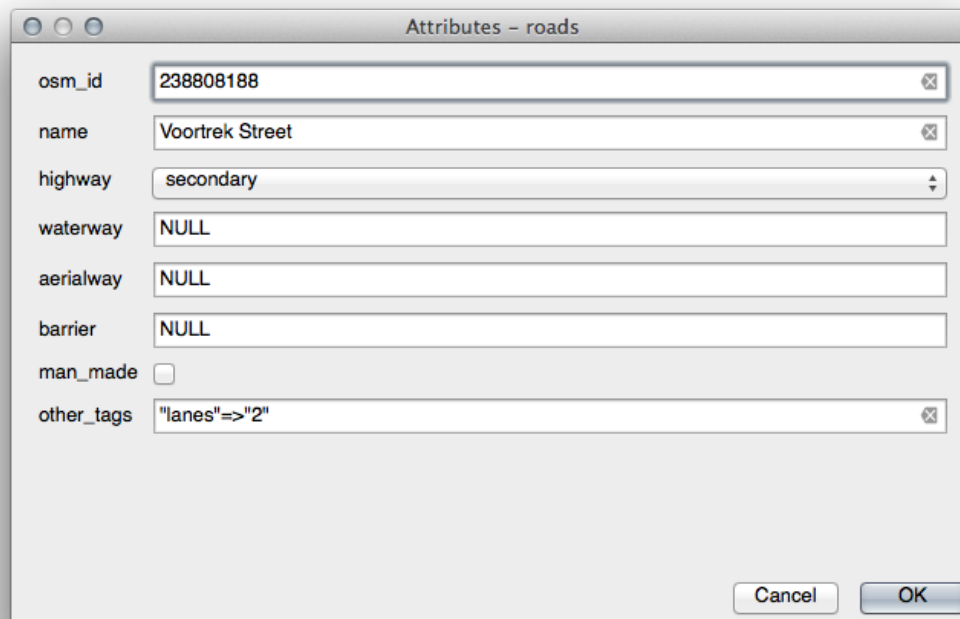 Attributes – roads
osm_id 238808188
name Voortrek Street
highway secondary
waterway NULL
aerialway NULL
barrier NULL
man_made
other_tags "lanes"=>"2"
Cancel OK